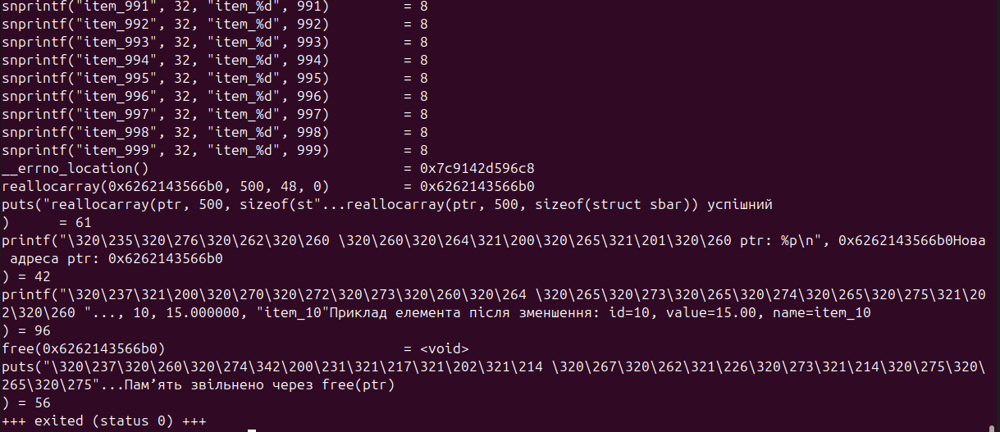 snprintf("item_991", 32, "item_%d", 991)         = 8
snprintf("item_992", 32, "item_%d", 992)         = 8
snprintf("item_993", 32, "item_%d", 993)         = 8
snprintf("item_994", 32, "item_%d", 994)         = 8
snprintf("item_995", 32, "item_%d", 995)         = 8
snprintf("item_996", 32, "item_%d", 996)         = 8
snprintf("item_997", 32, "item_%d", 997)         = 8
snprintf("item_998", 32, "item_%d", 998)         = 8
snprintf("item_999", 32, "item_%d", 999)         = 8
__errno_location()                               = 0x7c9142d596c8
reallocarray(0x6262143566b0, 500, 48, 0)         = 0x6262143566b0
puts("reallocarray(ptr, 500, sizeof(st"...reallocarray(ptr, 500, sizeof(struct sbar)) успішний
)      = 61
printf("\320\235\320\276\320\262\320\260 \320\260\320\264\321\200\320\265\321\201\320\260 ptr: %p\n", 0x6262143566b0Нова
 адреса ptr: 0x6262143566b0
) = 42
printf("\320\237\321\200\320\270\320\272\320\273\320\260\320\264 \320\265\320\273\320\265\320\274\320\265\320\275\321\20
2\320\260 "..., 10, 15.000000, "item_10"Приклад елемента після зменшення: id=10, value=15.00, name=item_10
) = 96
free(0x6262143566b0)                             = <void>
puts("\320\237\320\260\320\274\342\200\231\321\217\321\202\321\214 \320\267\320\262\321\226\320\273\321\214\320\275\320\
265\320\275"...Пам’ять звільнено через free(ptr)
) = 56
+++ exited (status 0) +++